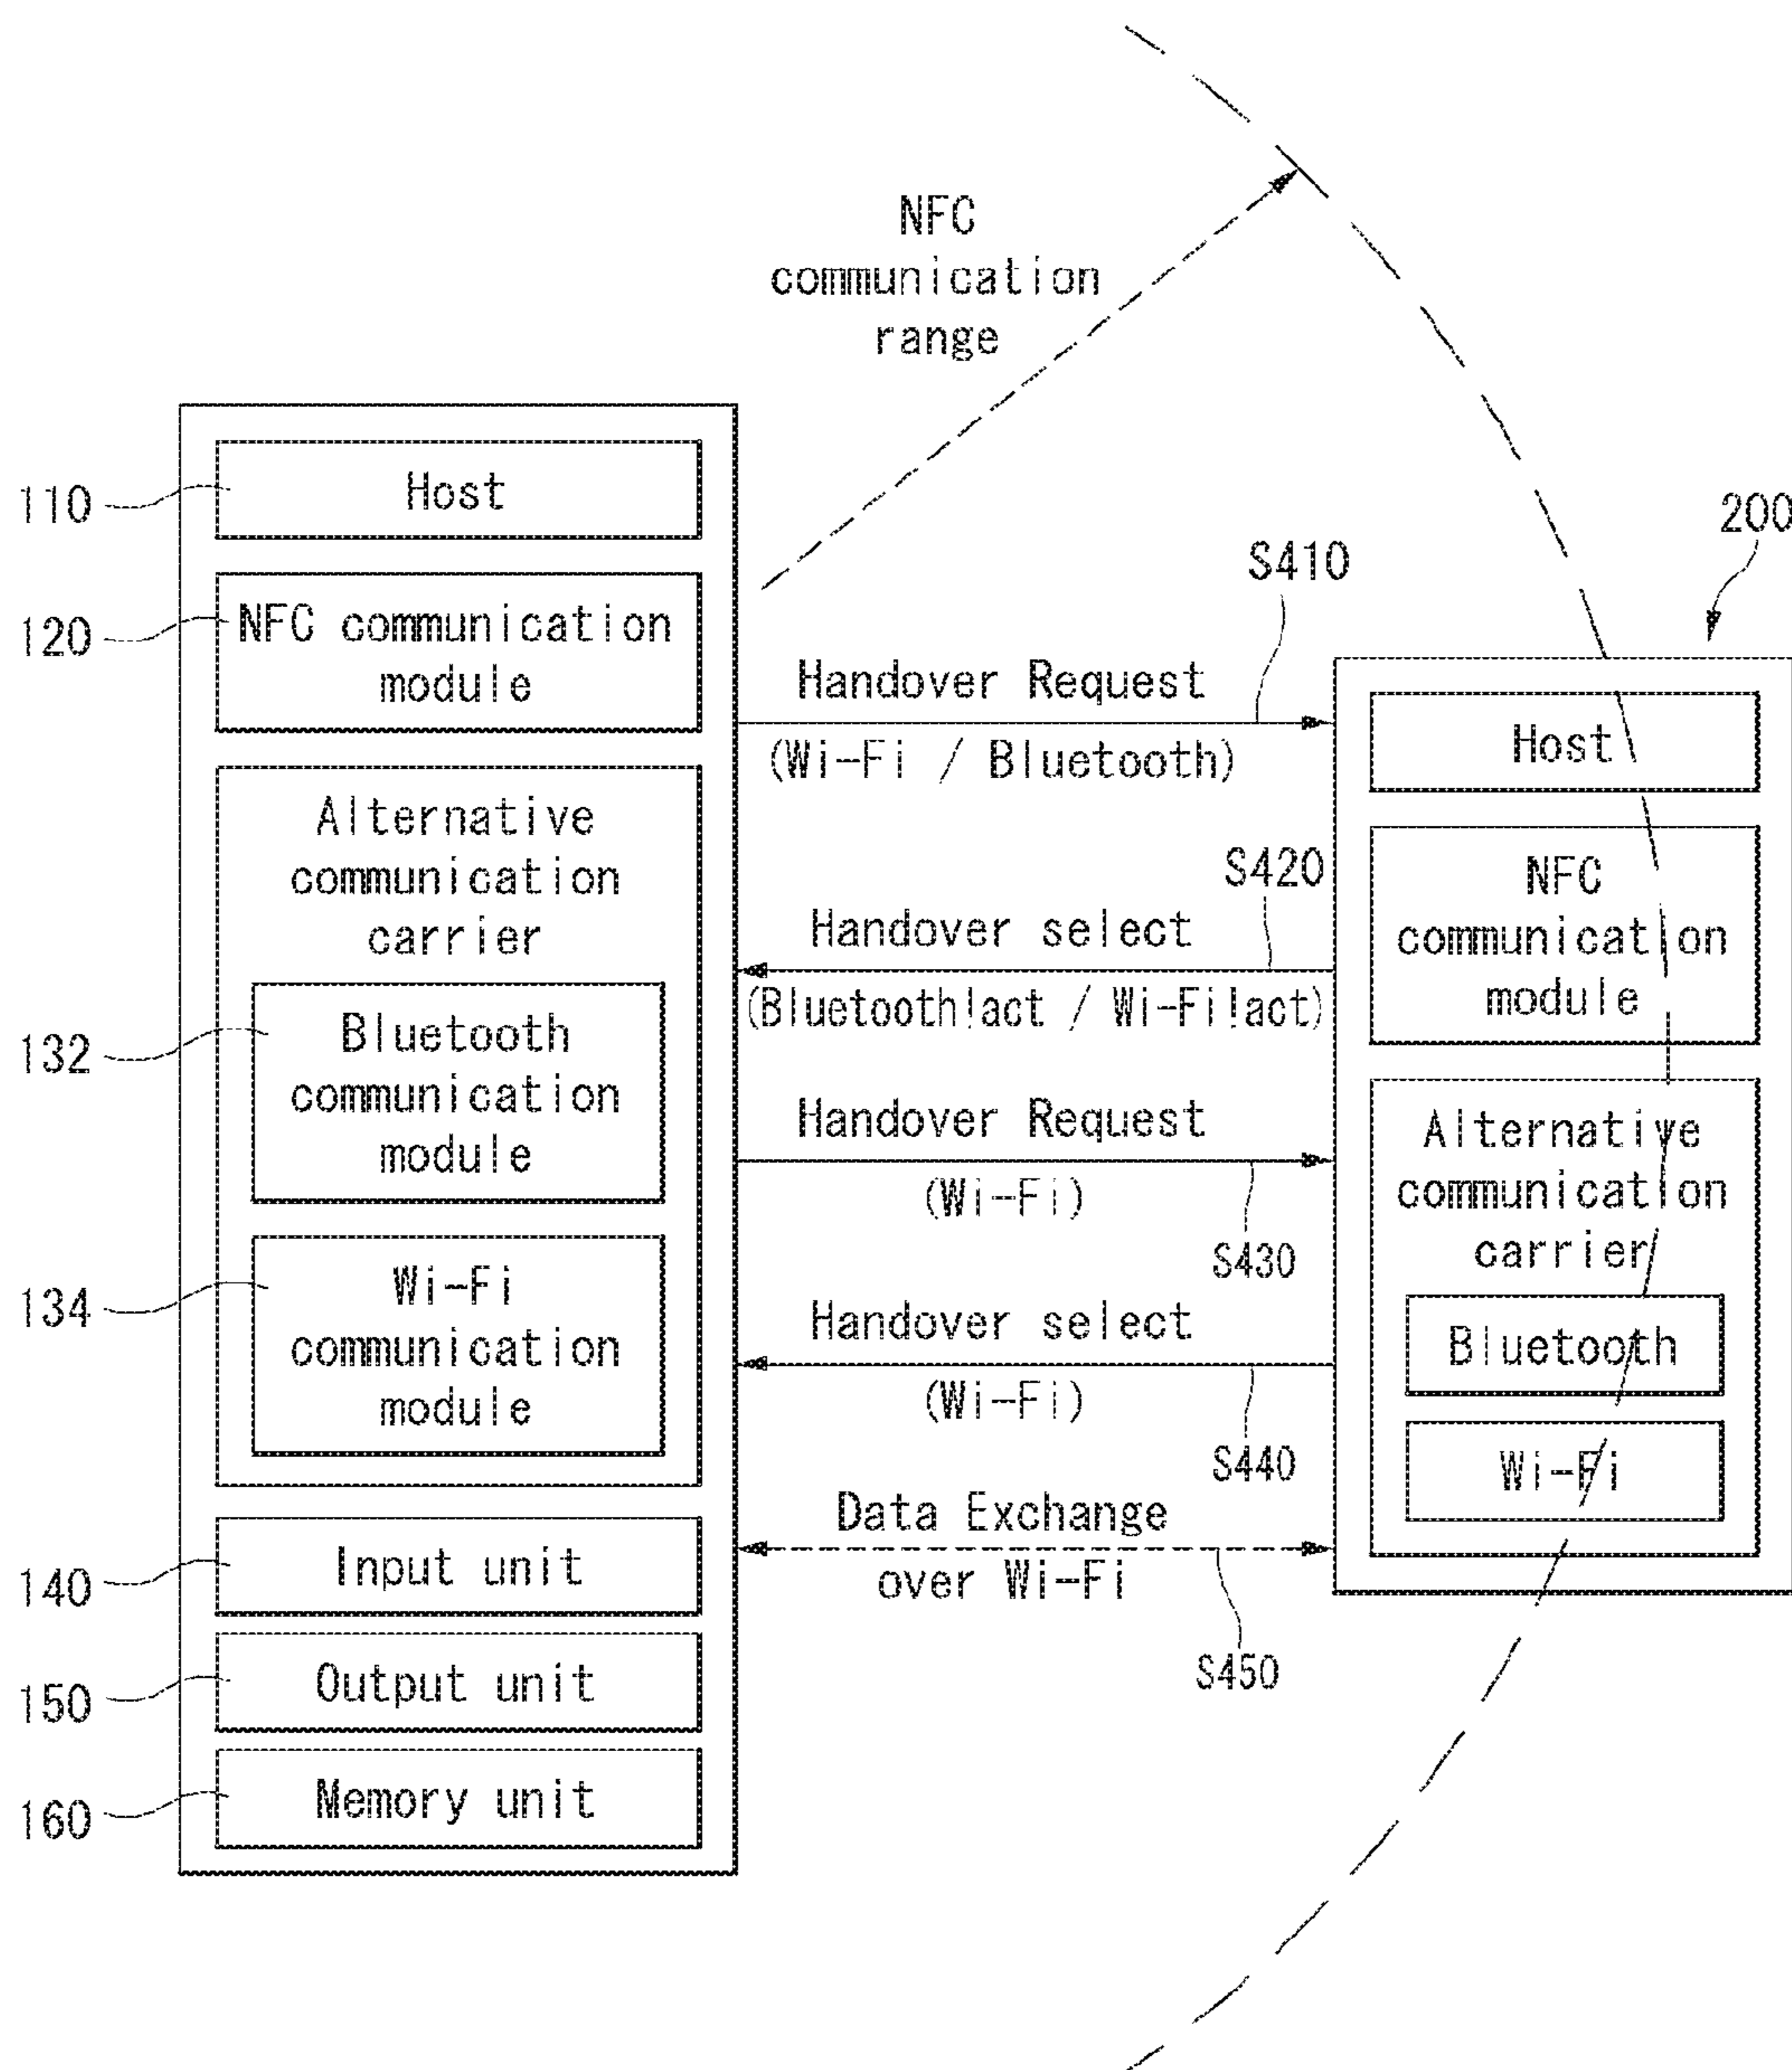 NFC
communication
range
110
Host
120
NFC communication
module
Alternative
communication
carrier
132
Bluetooth
communication
module
134
Wi-Fi
communication
module
140
Input unit
150
Output unit
160
Memory unit
S410
Handover Request
(Wi-Fi / Bluetooth)
S420
Handover select
(Bluetooth!act / Wi-Fi!act)
Handover Request
(Wi-Fi)
S430
Handover select
(Wi-Fi)
S440
Data Exchange
over Wi-Fi
S450
200
Host
NFC
communication
module
Alternative
communication
carrier
Bluetooth
Wi-Fi